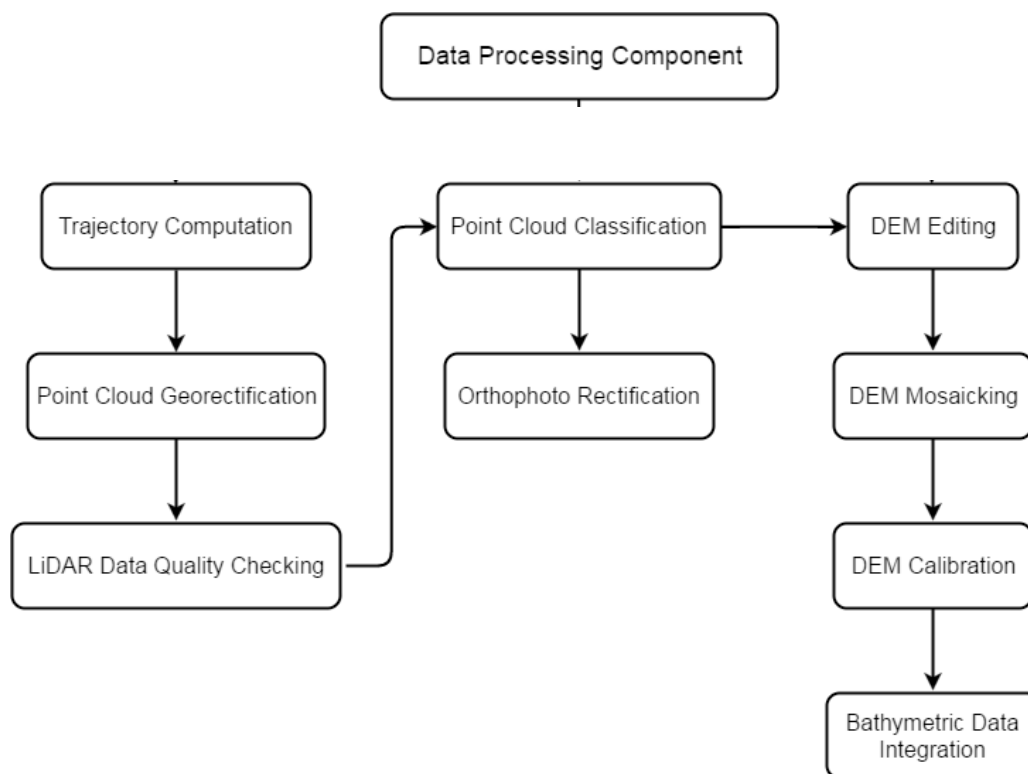 Data Processing Component
Trajectory Computation
Point Cloud Classification
DEM Editing
Point Cloud Georectification
Orthophoto Rectification
DEM Mosaicking
LiDAR Data Quality Checking
DEM Calibration
Bathymetric Data
Integration